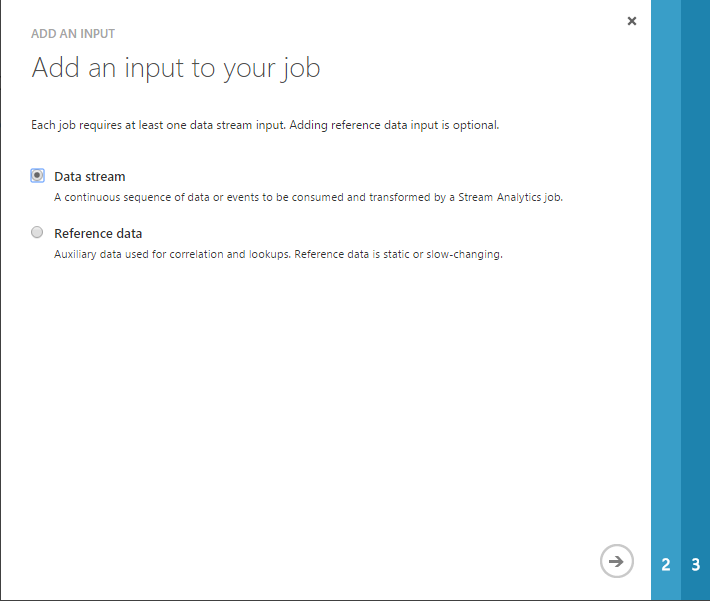 ADD AN INPUT
Add an input to your job
Each job requires at least one data stream input. Adding reference data input is optional.
Data stream
A continuous sequence of data or events to be consumed and transformed by a Stream Analytics job.
Reference data
Auxiliary data used for correlation and lookups. Reference data is static or slow-changing.
2 3